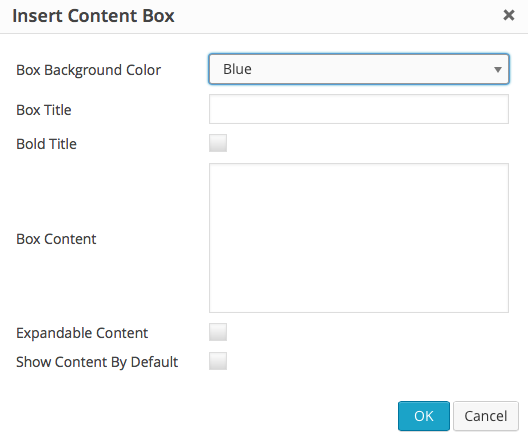 Insert Content Box
Box Background Color
Blue
Box Title
Bold Title
Box Content
Expandable Content
Show Content By Default
OK
Cancel